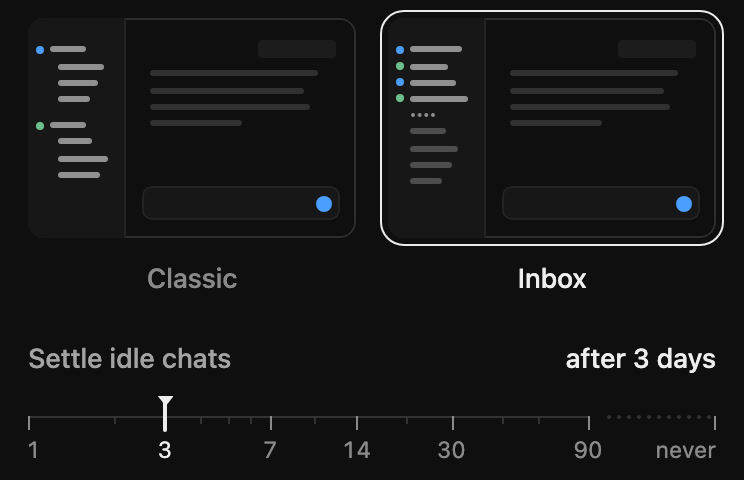 Classic
Inbox
Settle idle chats
after 3 days
1
3
7
14
30
90
never